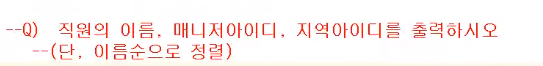 --Q) 직원의 이름, 매니저아이디, 지역아이디를 출력하시오
--(단, 이름순으로 정렬)